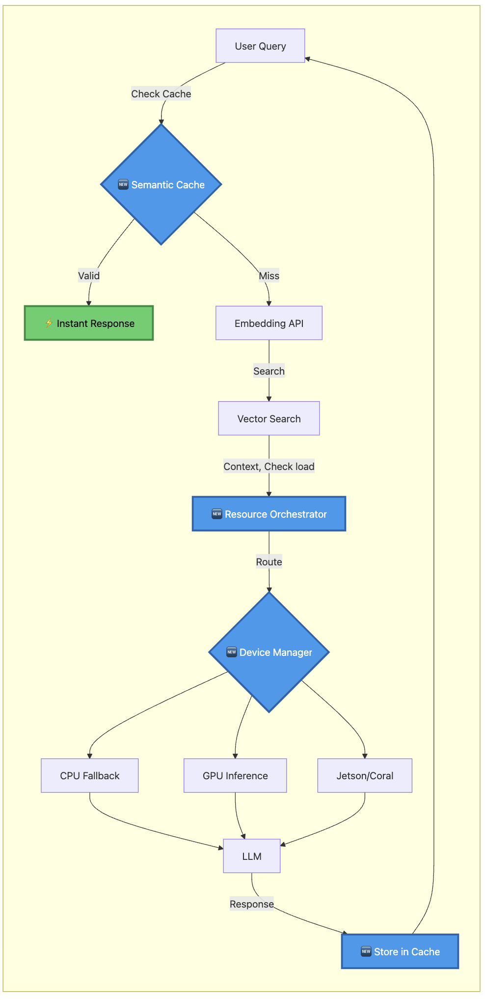 User Query
Check Cache
🆕 Semantic Cache
Valid
Miss
⚡ Instant Response
Embedding API
Search
Vector Search
Context, Check load
🆕 Resource Orchestrator
Route
🆕 Device Manager
CPU Fallback
GPU Inference
Jetson/Coral
LLM
Response
🆕 Store in Cache